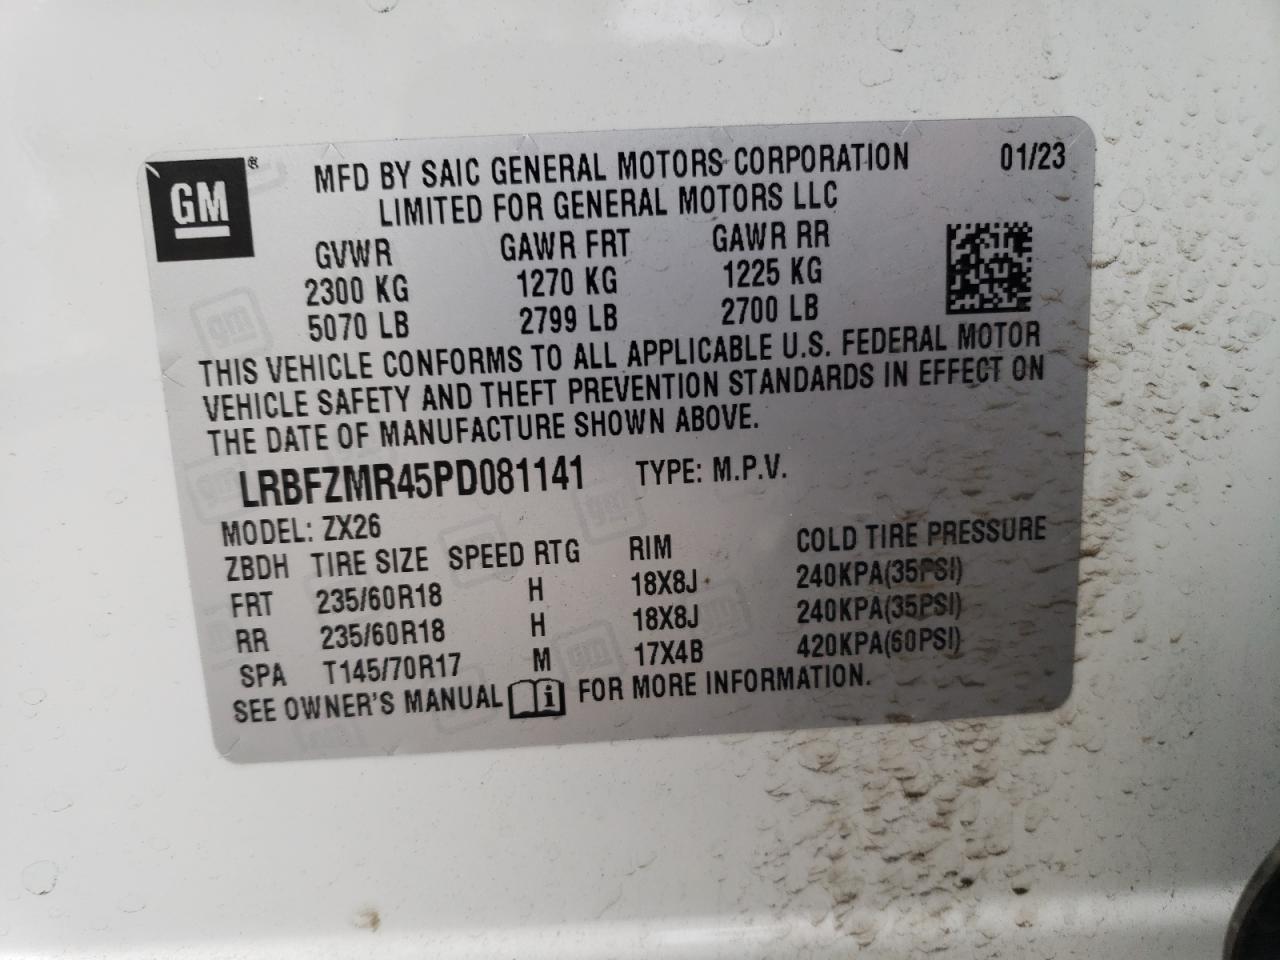 GM ® MFD BY SAIC GENERAL MOTORS CORPORATION 01/23
LIMITED FOR GENERAL MOTORS LLC
GVWR GAWR FRT GAWR RR
2300 KG 1270 KG 1225 KG
5070 LB 2799 LB 2700 LB
THIS VEHICLE CONFORMS TO ALL APPLICABLE U.S. FEDERAL MOTOR
VEHICLE SAFETY AND THEFT PREVENTION STANDARDS IN EFFECT ON
THE DATE OF MANUFACTURE SHOWN ABOVE.
LRBFZMR45PD081141 TYPE: M.P.V.
MODEL: ZX26
ZBDH TIRE SIZE SPEED RTG RIM COLD TIRE PRESSURE
FRT 235/60R18 H 18X8J 240KPA(35PSI)
RR 235/60R18 H 18X8J 240KPA(35PSI)
SPA T145/70R17 M 17X4B 420KPA(60PSI)
SEE OWNER'S MANUAL i FOR MORE INFORMATION.